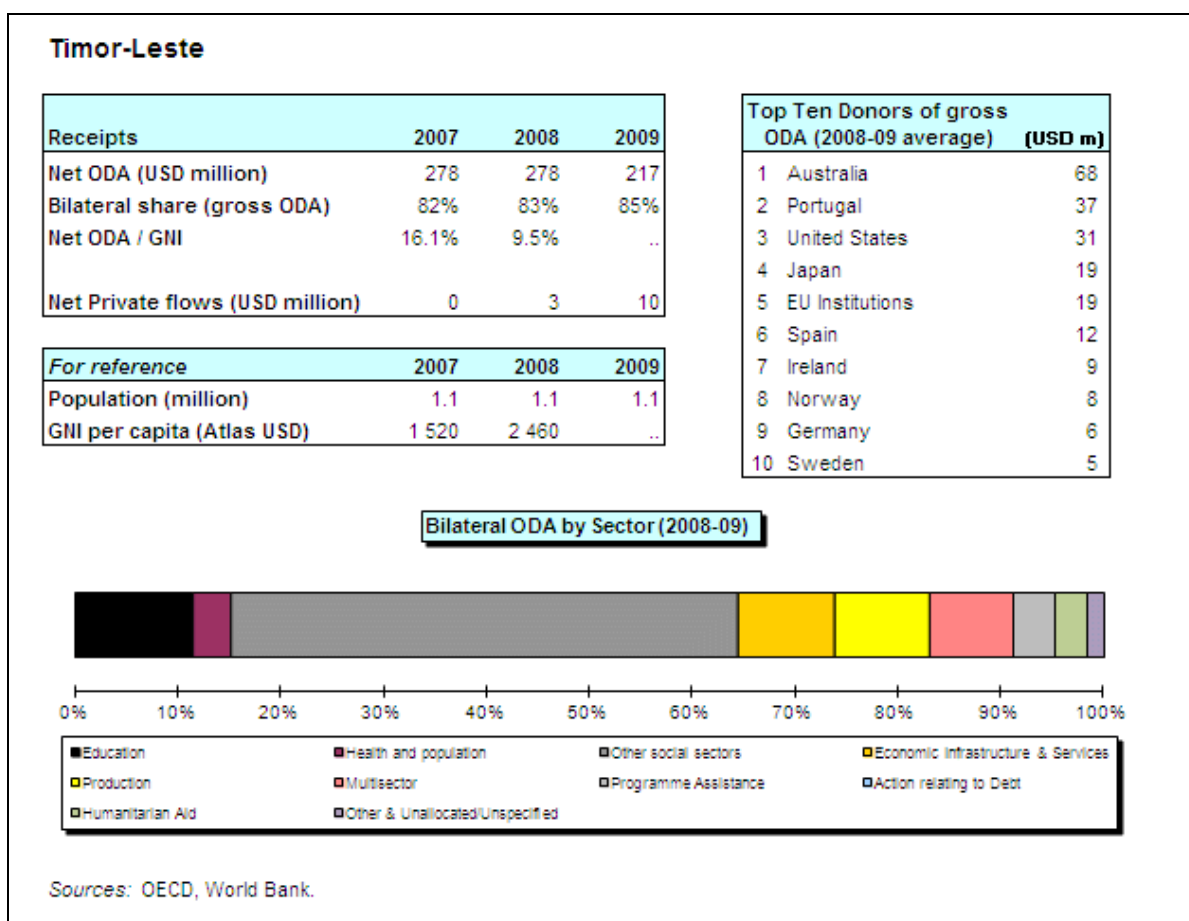 Timor-Leste
Receipts 2007 2008 2009
Net ODA (USD million) 278 278 217
Bilateral share (gross ODA) 82% 83% 85%
Net ODA / GNI 16.1% 9.5% ..
Net Private flows (USD million) 0 3 10
For reference 2007 2008 2009
Population (million) 1.1 1.1 1.1
GNI per capita (Atlas USD) 1 520 2 460 ..
Top Ten Donors of gross
ODA (2008-09 average) (USD m)
1 Australia 68
2 Portugal 37
3 United States 31
4 Japan 19
5 EU Institutions 19
6 Spain 12
7 Ireland 9
8 Norway 8
9 Germany 6
10 Sweden 5
Bilateral ODA by Sector (2008-09)
0% 10% 20% 30% 40% 50% 60% 70% 80% 90% 100%
Education Health and population Other social sectors Economic Infrastructure & Services
Production Multisector Programme Assistance Action relating to Debt
Humanitarian Aid Other & Unallocated/Unspecified
Sources: OECD, World Bank.